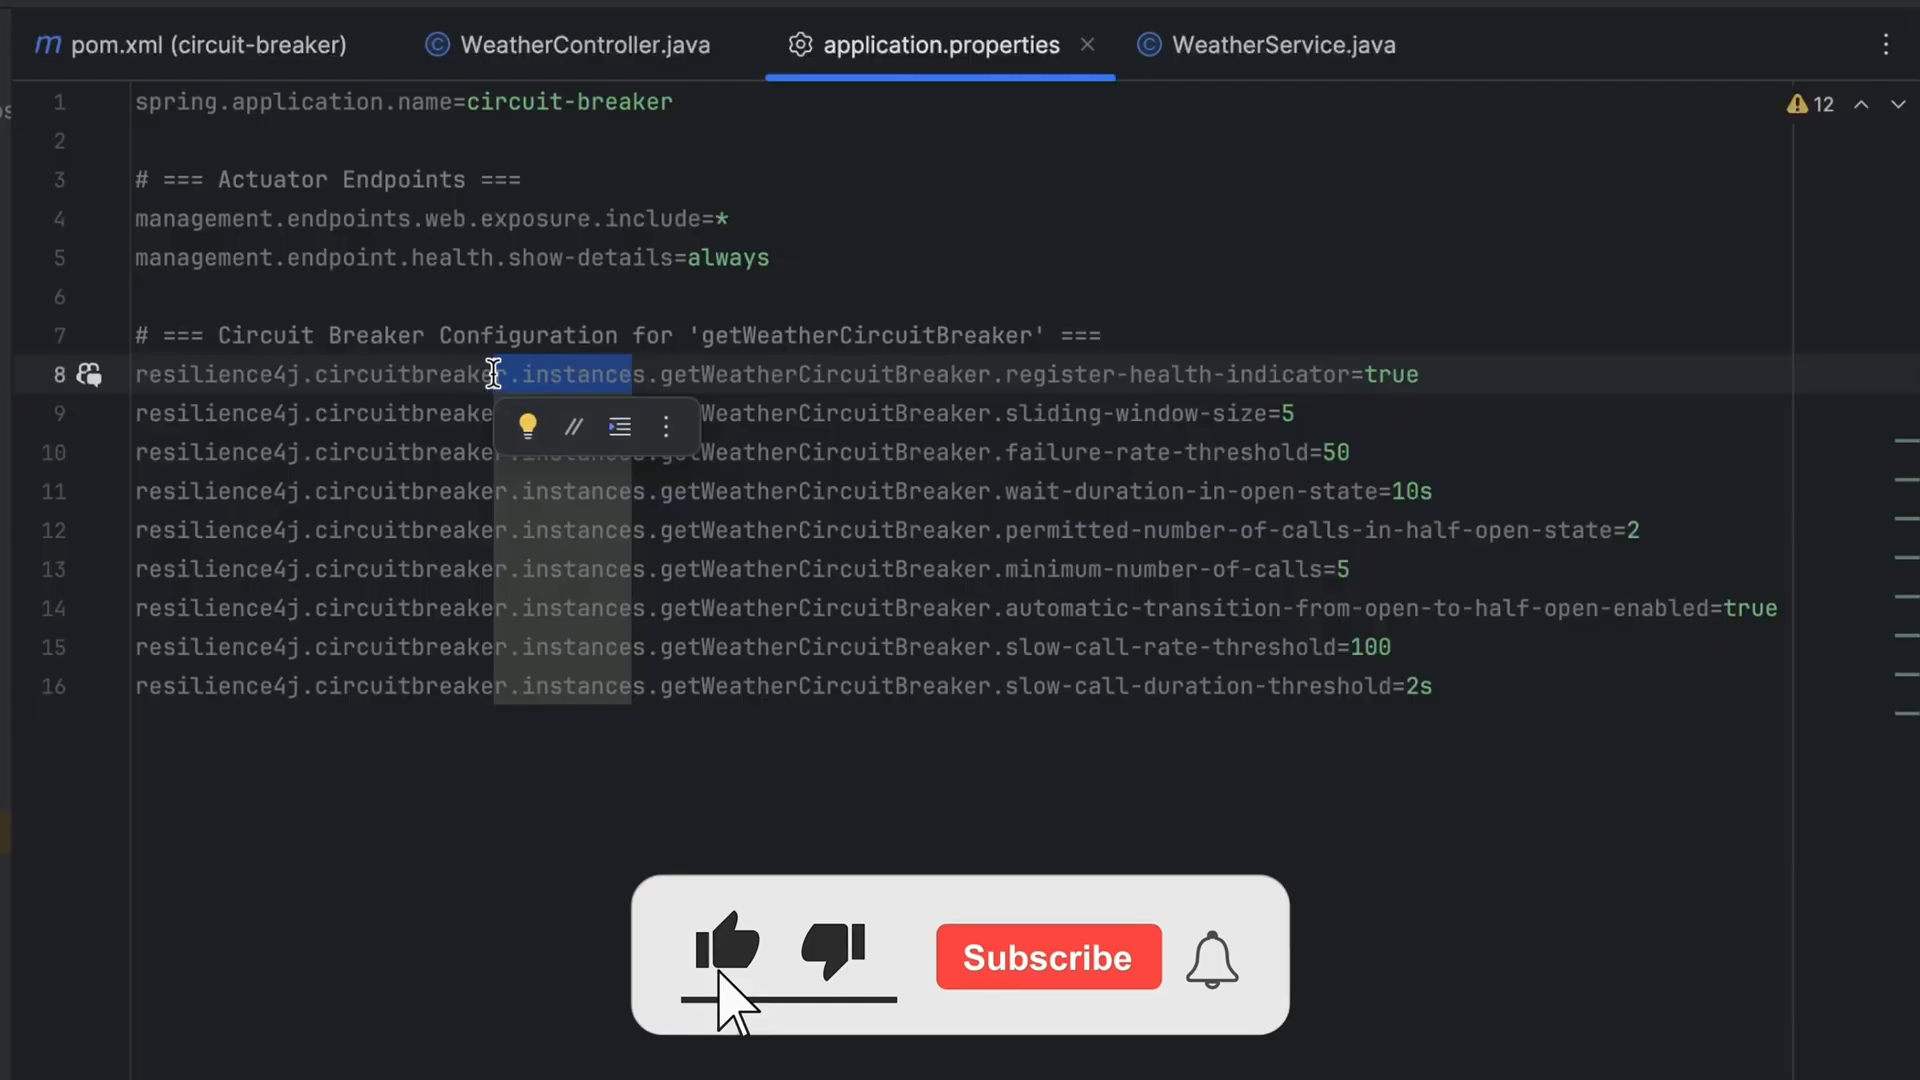 pom.xml (circuit-breaker) WeatherController.java application.properties WeatherService.java
1 spring.application.name=circuit-breaker 12
2
3 # === Actuator Endpoints ===
4 management.endpoints.web.exposure.include=*
5 management.endpoint.health.show-details=always
6
7 # === Circuit Breaker Configuration for 'getWeatherCircuitBreaker' ===
8 resilience4j.circuitbreaker.instances.getWeatherCircuitBreaker.register-health-indicator=true
9 resilience4j.circuitbreake WeatherCircuitBreaker.sliding-window-size=5
10 resilience4j.circuitbreaker.instances.getWeatherCircuitBreaker.failure-rate-threshold=50
11 resilience4j.circuitbreaker.instances.getWeatherCircuitBreaker.wait-duration-in-open-state=10s
12 resilience4j.circuitbreaker.instances.getWeatherCircuitBreaker.permitted-number-of-calls-in-half-open-state=2
13 resilience4j.circuitbreaker.instances.getWeatherCircuitBreaker.minimum-number-of-calls=5
14 resilience4j.circuitbreaker.instances.getWeatherCircuitBreaker.automatic-transition-from-open-to-half-open-enabled=true
15 resilience4j.circuitbreaker.instances.getWeatherCircuitBreaker.slow-call-rate-threshold=100
16 resilience4j.circuitbreaker.instances.getWeatherCircuitBreaker.slow-call-duration-threshold=2s
Subscribe